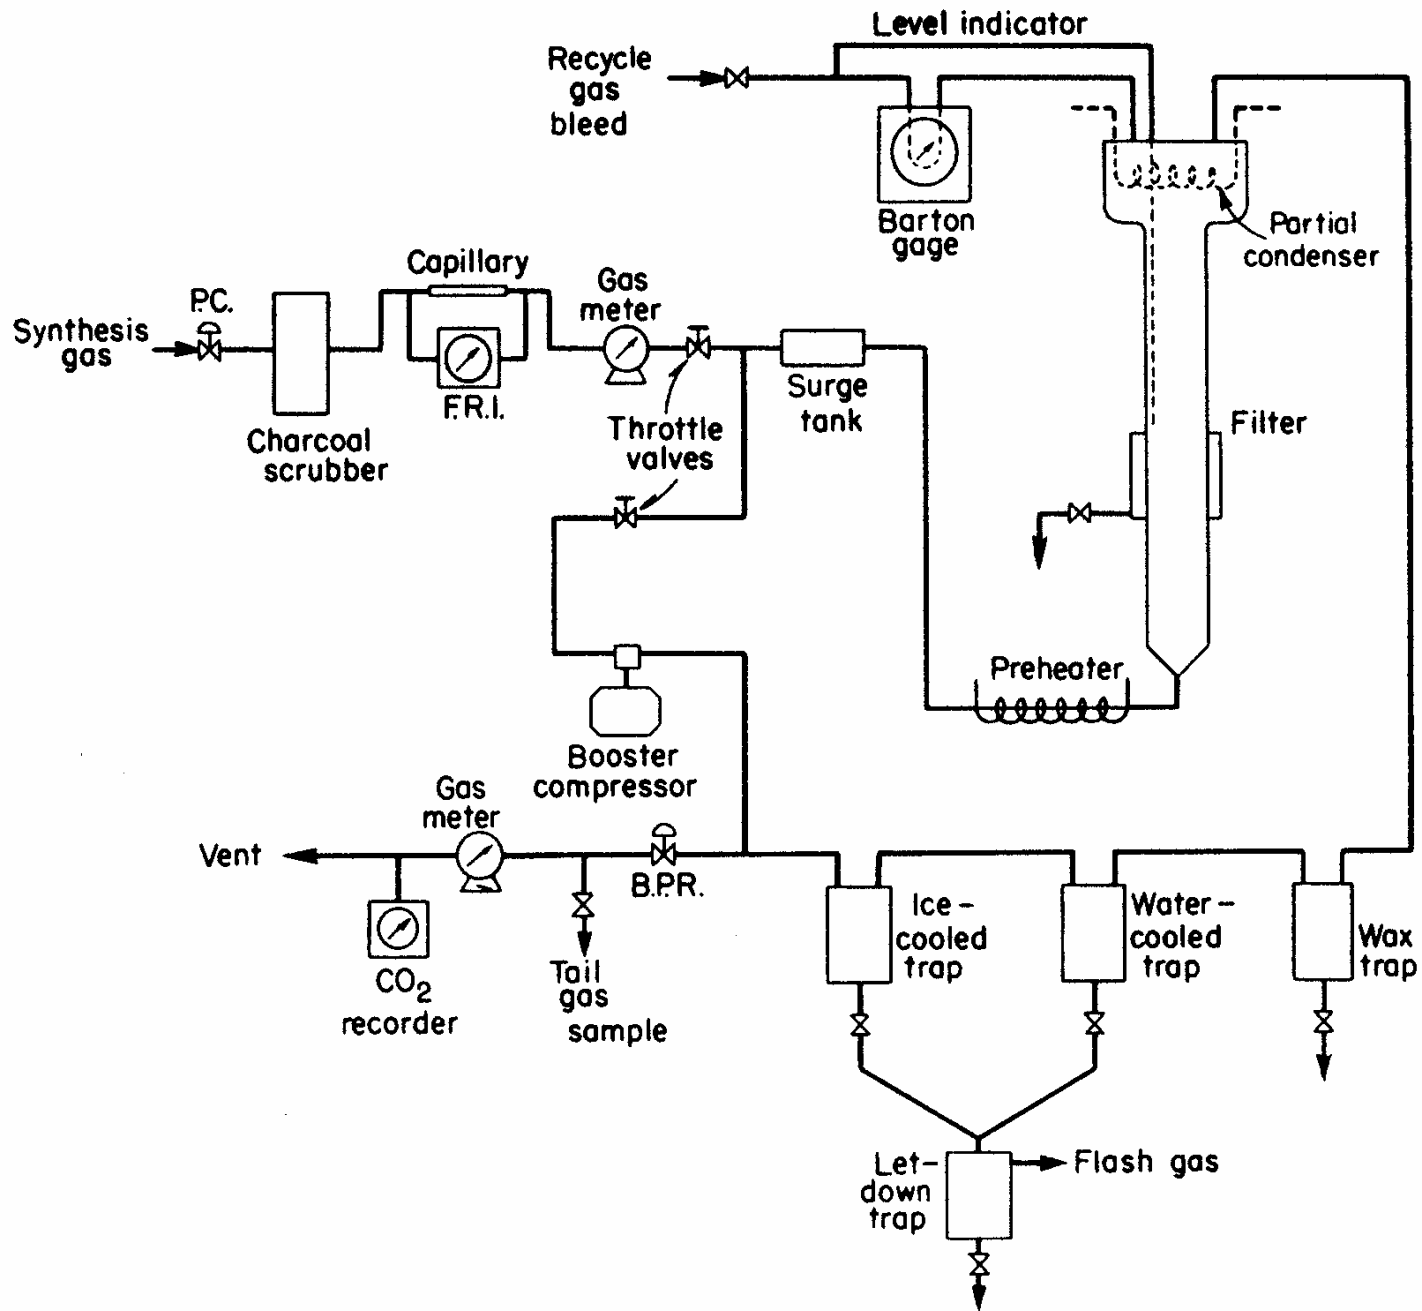 Level indicator
Recycle
gas
bleed
Barton
gage
Partial
condenser
Capillary
Gas
meter
P.C.
Synthesis
gas
F.R.I.
Surge
tank
Charcoal
scrubber
Throttle
valves
Filter
Preheater
Booster
compressor
Gas
meter
Vent
B.P.R.
CO2
recorder
Tail
gas
sample
Ice-
cooled
trap
Water-
cooled
trap
Wax
trap
Let-
down
trap
Flash gas